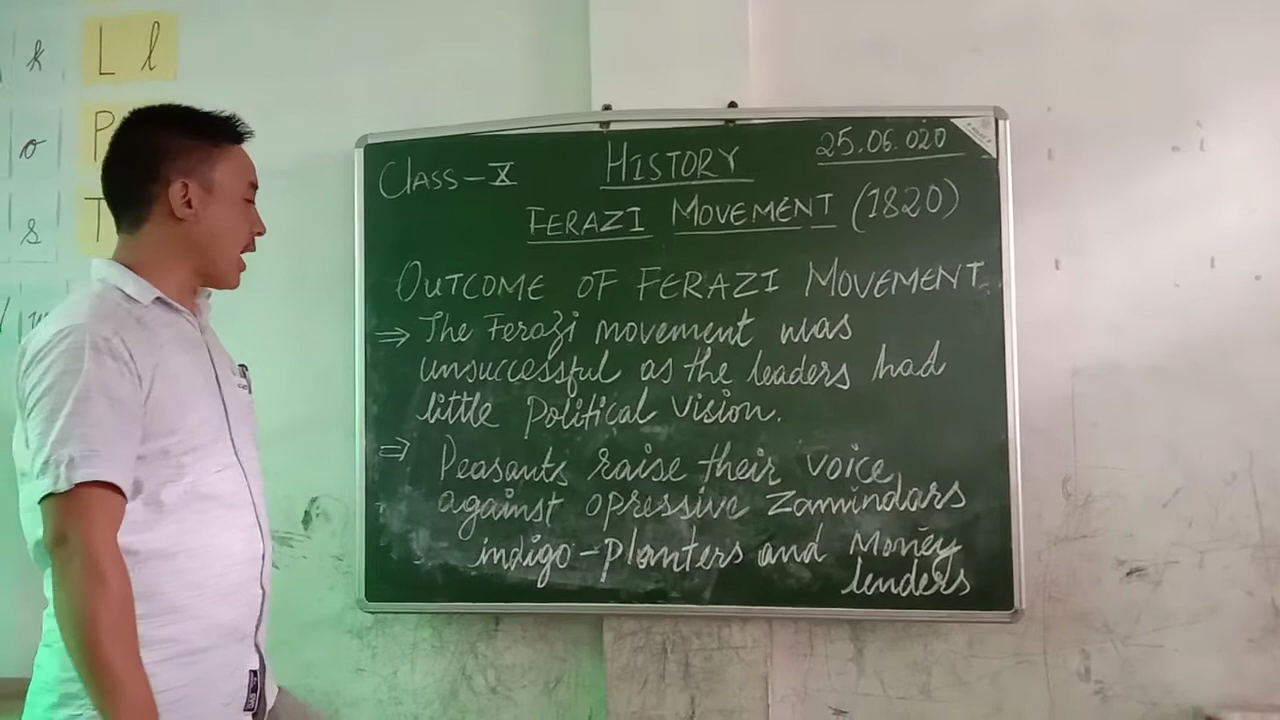 k L l
o P
s T
Class-X HISTORY 25.06.020
FERAZI MOVEMENT (1820)
OUTCOME OF FERAZI MOVEMENT.
⇒ The Ferazi movement was
unsuccessful as the leaders had
little Political Vision.
⇒ Peasants raise their voice
against opressive Zamindars
indigo-Planters and Money
lenders